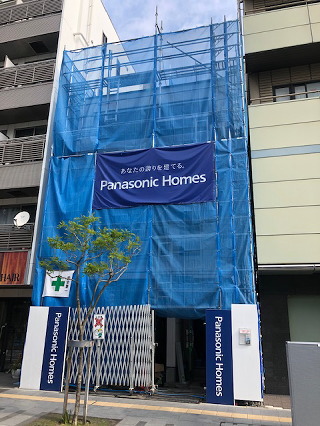 あなたの誇りを建てる。
Panasonic Homes
Panasonic Homes
Panasonic Homes
HAIR